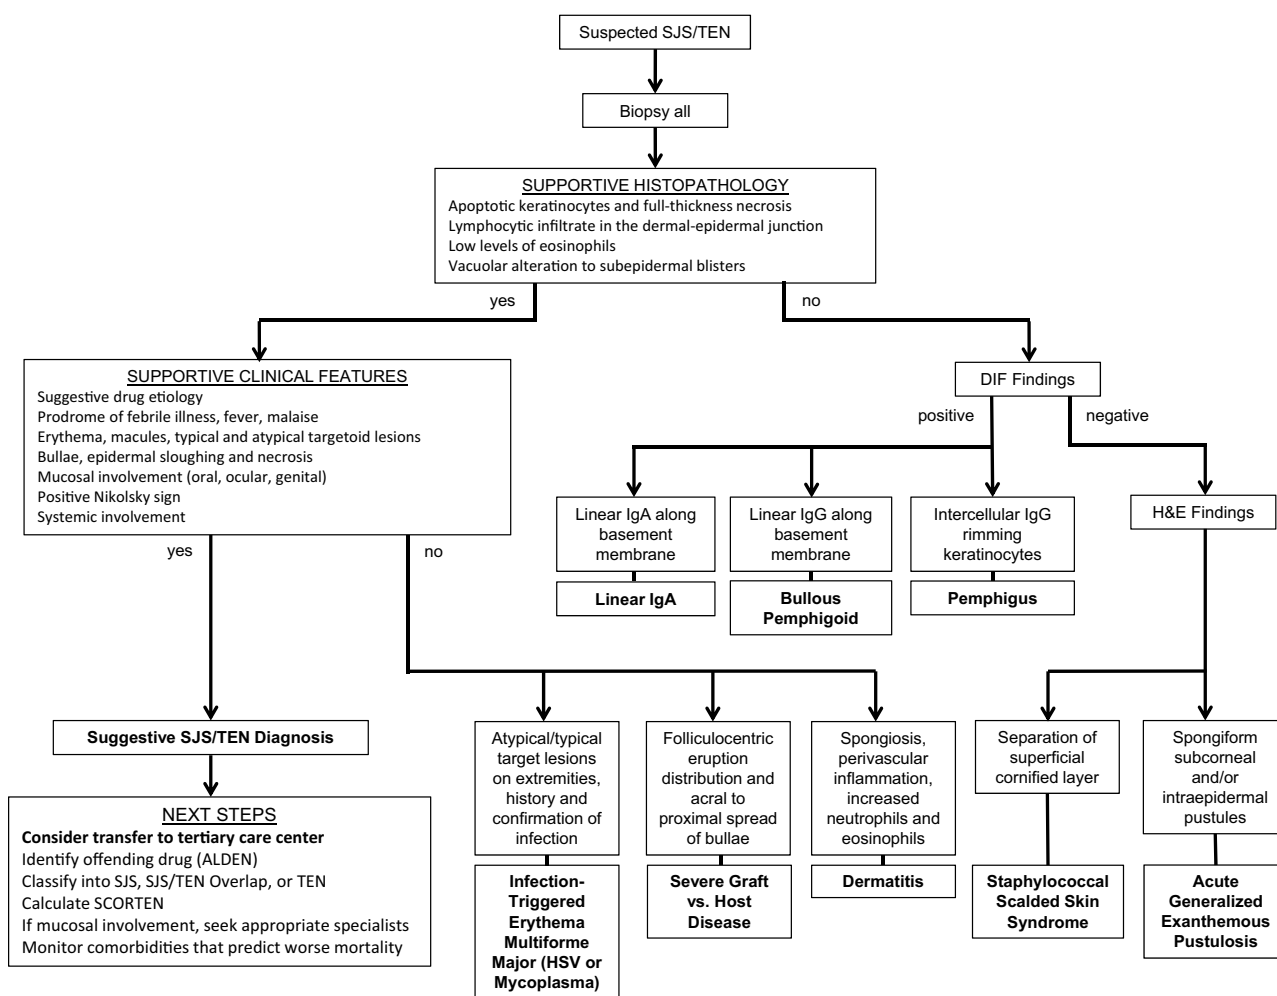 Suspected SJS/TEN
Biopsy all
SUPPORTIVE HISTOPATHOLOGY
Apoptotic keratinocytes and full-thickness necrosis
Lymphocytic infiltrate in the dermal-epidermal junction
Low levels of eosinophils
Vacuolar alteration to subepidermal blisters
yes
no
SUPPORTIVE CLINICAL FEATURES
Suggestive drug etiology
Prodrome of febrile illness, fever, malaise
Erythema, macules, typical and atypical targetoid lesions
Bullae, epidermal sloughing and necrosis
Mucosal involvement (oral, ocular, genital)
Positive Nikolsky sign
Systemic involvement
yes
no
DIF Findings
positive
negative
Linear IgA along
basement
membrane
Linear IgA
Linear IgG along
basement
membrane
Bullous
Pemphigoid
Intercellular IgG
rimming
keratinocytes
Pemphigus
H&E Findings
Suggestive SJS/TEN Diagnosis
NEXT STEPS
Consider transfer to tertiary care center
Identify offending drug (ALDEN)
Classify into SJS, SJS/TEN Overlap, or TEN
Calculate SCORTEN
If mucosal involvement, seek appropriate specialists
Monitor comorbidities that predict worse mortality
Atypical/typical
target lesions
on extremities,
history and
confirmation of
infection
Infection-
Triggered
Erythema
Multiforme
Major (HSV or
Mycoplasma)
Folliculocentric
eruption
distribution and
acral to
proximal spread
of bullae
Severe Graft
vs. Host
Disease
Spongiosis,
perivascular
inflammation,
increased
neutrophils and
eosinophils
Dermatitis
Separation of
superficial
cornified layer
Staphylococcal
Scalded Skin
Syndrome
Spongiform
subcorneal
and/or
intraepidermal
pustules
Acute
Generalized
Exanthemous
Pustulosis